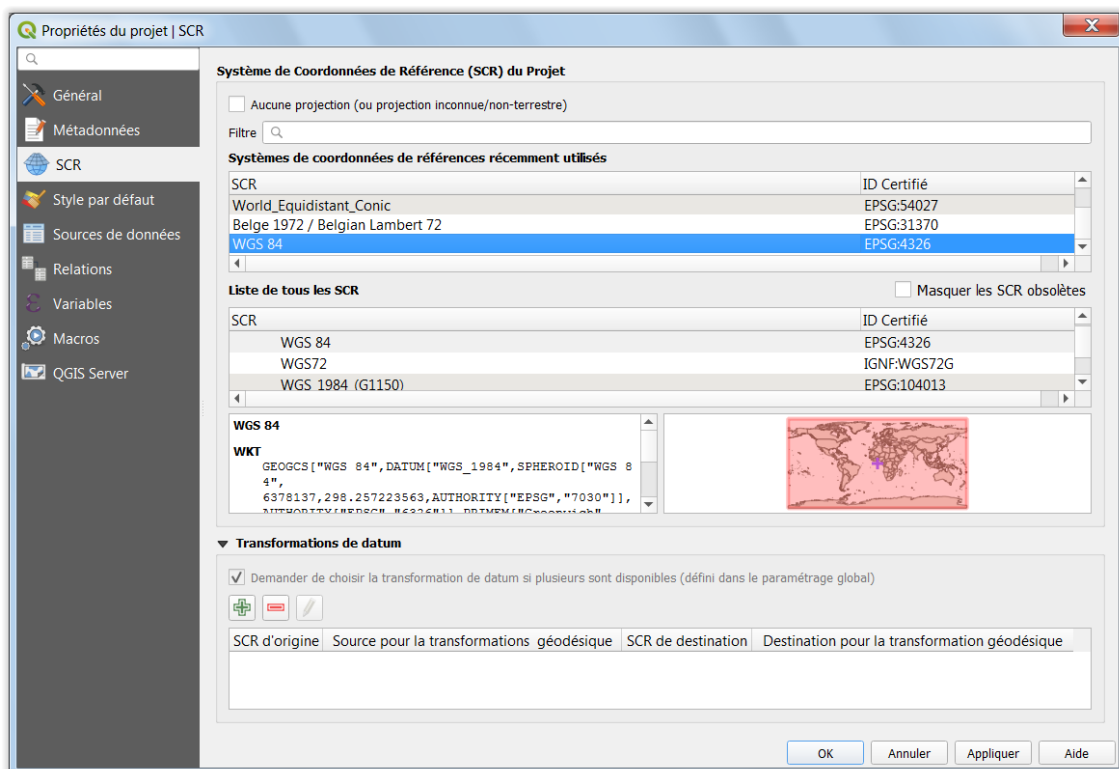 Propriétés du projet | SCR
Général
Métadonnées
SCR
Style par défaut
Sources de données
Relations
Variables
Macros
QGIS Server
Système de Coordonnées de Référence (SCR) du Projet
Aucune projection (ou projection inconnue/non-terrestre)
Filtre
Systèmes de coordonnées de références récemment utilisés
SCR ID Certifié
World_Equidistant_Conic EPSG:54027
Belge 1972 / Belgian Lambert 72 EPSG:31370
WGS 84 EPSG:4326
Liste de tous les SCR Masquer les SCR obsolètes
SCR ID Certifié
WGS 84 EPSG:4326
WGS72 IGNF:WGS72G
WGS 1984 (G1150) EPSG:104013
WGS 84
WKT
GEOGCS["WGS 84",DATUM["WGS_1984",SPHEROID["WGS 8
4",
6378137,298.257223563,AUTHORITY["EPSG","7030"]],
AUTHORITY["EPSG","6326"]],PRIMEM["Greenwich",
Transformations de datum
Demander de choisir la transformation de datum si plusieurs sont disponibles (défini dans le paramétrage global)
SCR d'origine Source pour la transformations géodésique SCR de destination Destination pour la transformation géodésique
OK Annuler Appliquer Aide